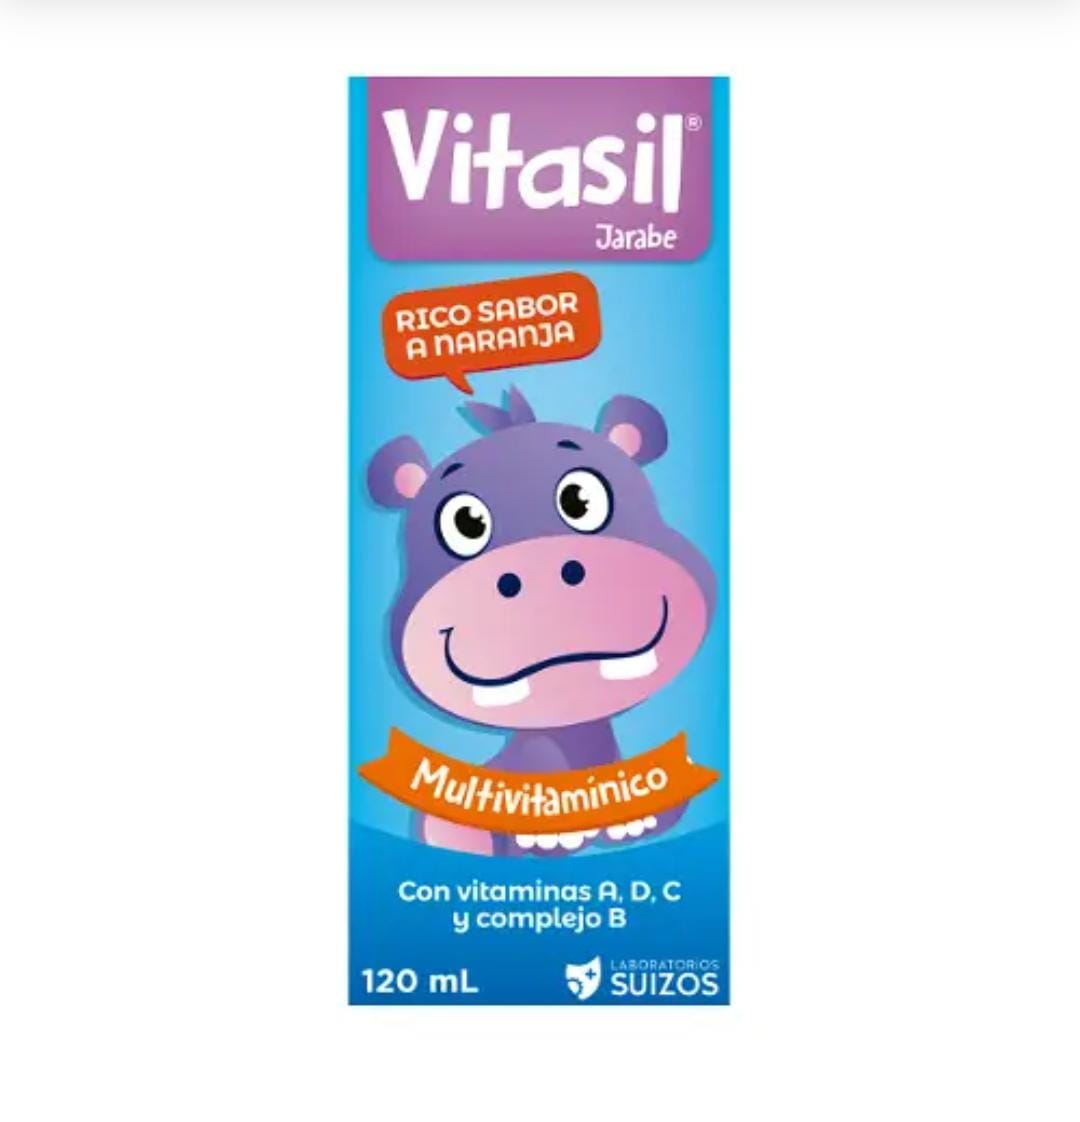 Vitasil®
Jarabe
RICO SABOR
A NARANJA
Multivitamínico
Con vitaminas A, D, C
y complejo B
120 mL
LABORATORIOS
SUIZOS